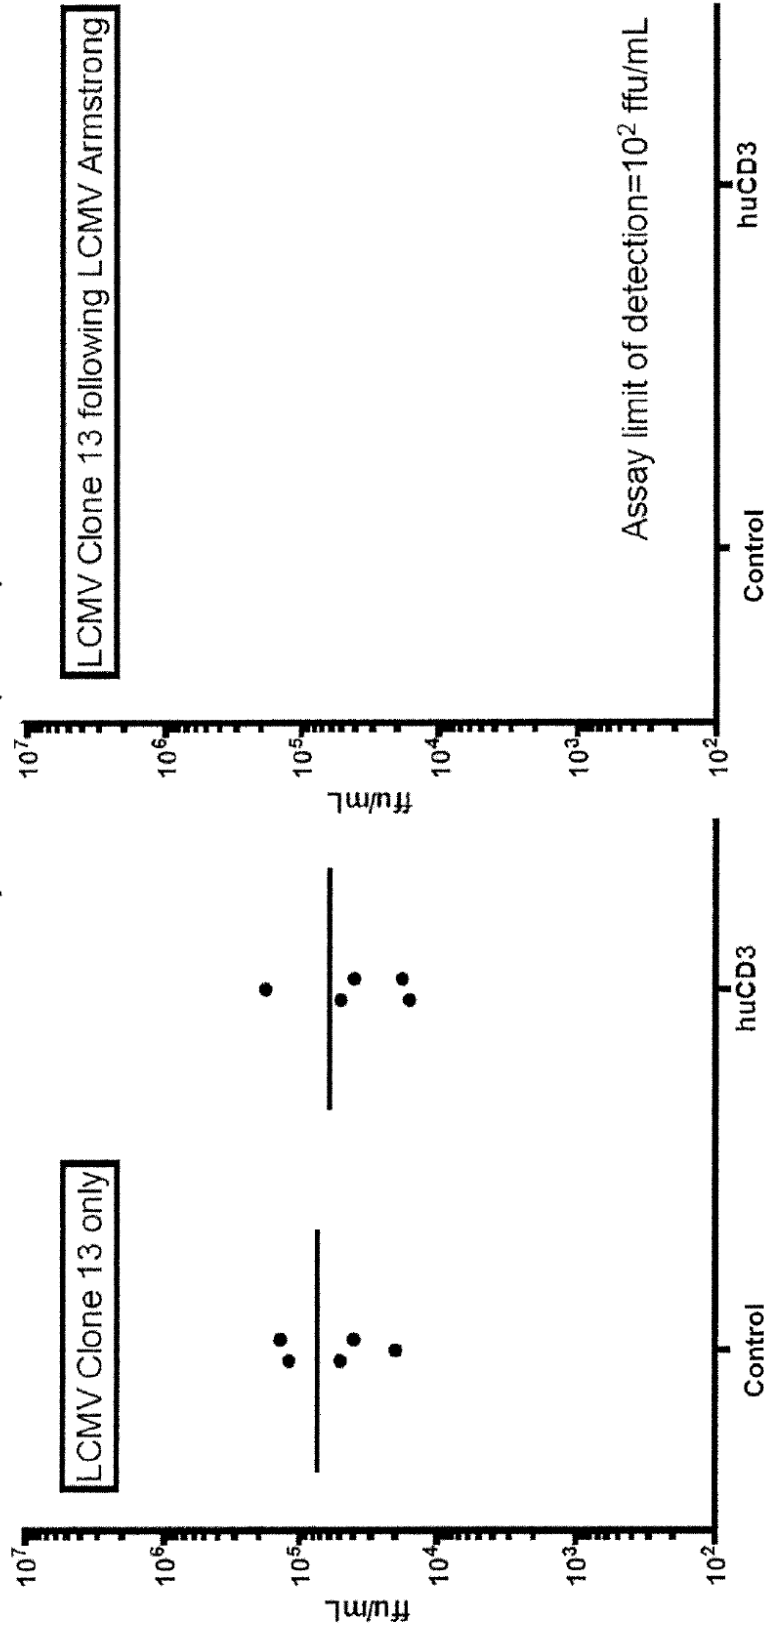 LCMV Clone 13 only
ffu/mL
10⁷
10⁶
10⁵
10⁴
10³
10²
Control
huCD3
LCMV Clone 13 following LCMV Armstrong
ffu/mL
10⁷
10⁶
10⁵
10⁴
10³
10²
Assay limit of detection=10² ffu/mL
Control
huCD3